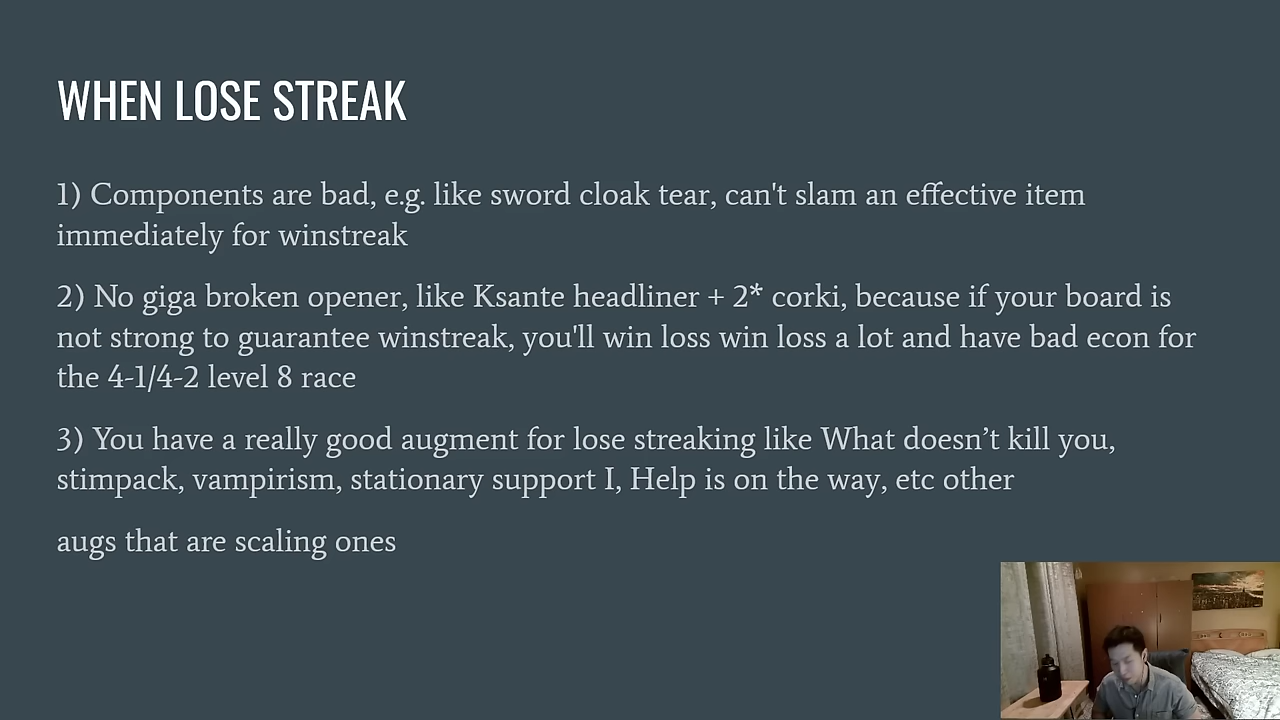 WHEN LOSE STREAK
1) Components are bad, e.g. like sword cloak tear, can't slam an effective item
immediately for winstreak
2) No giga broken opener, like Ksante headliner + 2* corki, because if your board is
not strong to guarantee winstreak, you'll win loss win loss a lot and have bad econ for
the 4-1/4-2 level 8 race
3) You have a really good augment for lose streaking like What doesn’t kill you,
stimpack, vampirism, stationary support I, Help is on the way, etc other
augs that are scaling ones